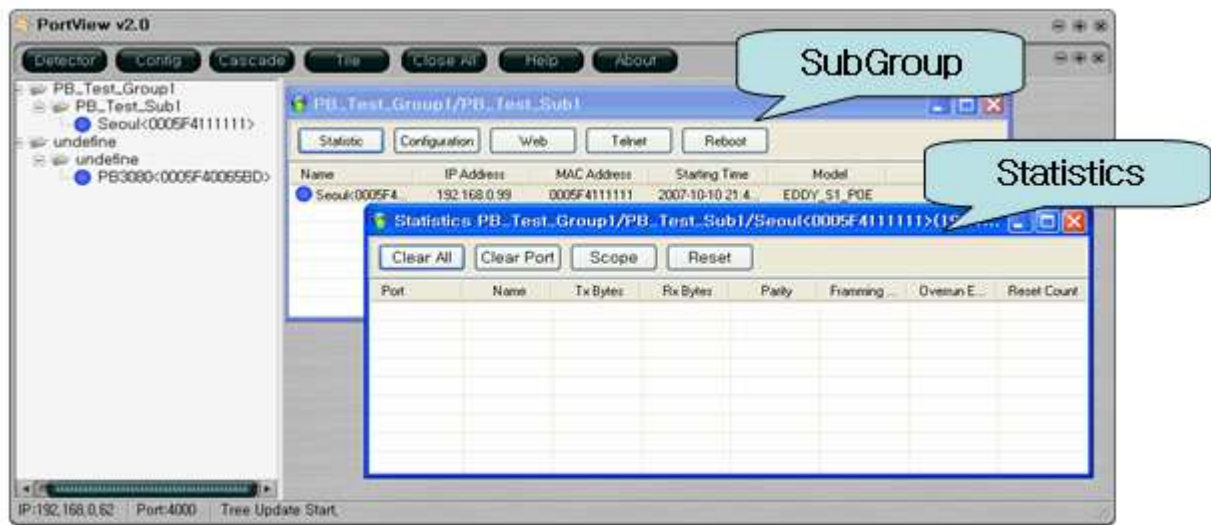 PortView v2.0
Detector Config Cascade Tile Close All Help About
SubGroup
PB_Test_Group1
PB_Test_Sub1
Seoul<0005F4111111>
undefine
undefine
PB3080<0005F40065BD>
PB_Test_Group1/PB_Test_Sub1
Statistic Configuration Web Telnet Reboot
Name IP Address MAC Address Starting Time Model
Seoul<0005F4... 192.168.0.99 0005F4111111 2007-10-10 21:4... EDDY_S1_POE
Statistics
Statistics PB_Test_Group1/PB_Test_Sub1/Seoul<0005F4111111>(19...
Clear All Clear Port Scope Reset
Port Name Tx Bytes Rx Bytes Parity Framming ... Overrun E... Reset Count
IP:192,168,0,62 Port:4000 Tree Update Start,